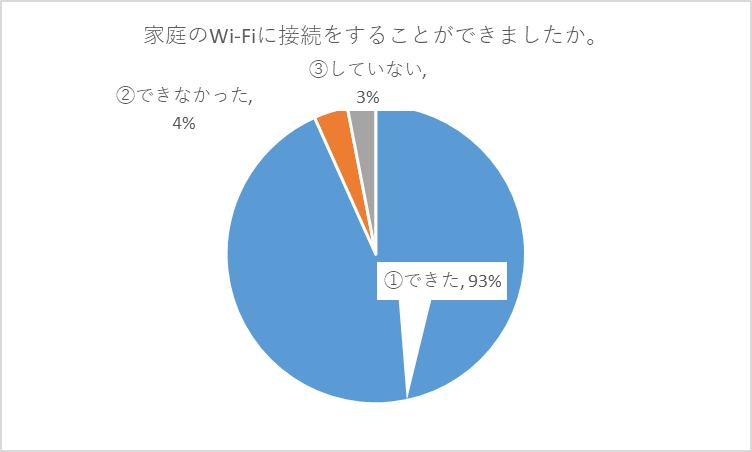 家庭のWi-Fiに接続をすることができましたか。
③していない,
3%
②できなかった,
4%
①できた, 93%